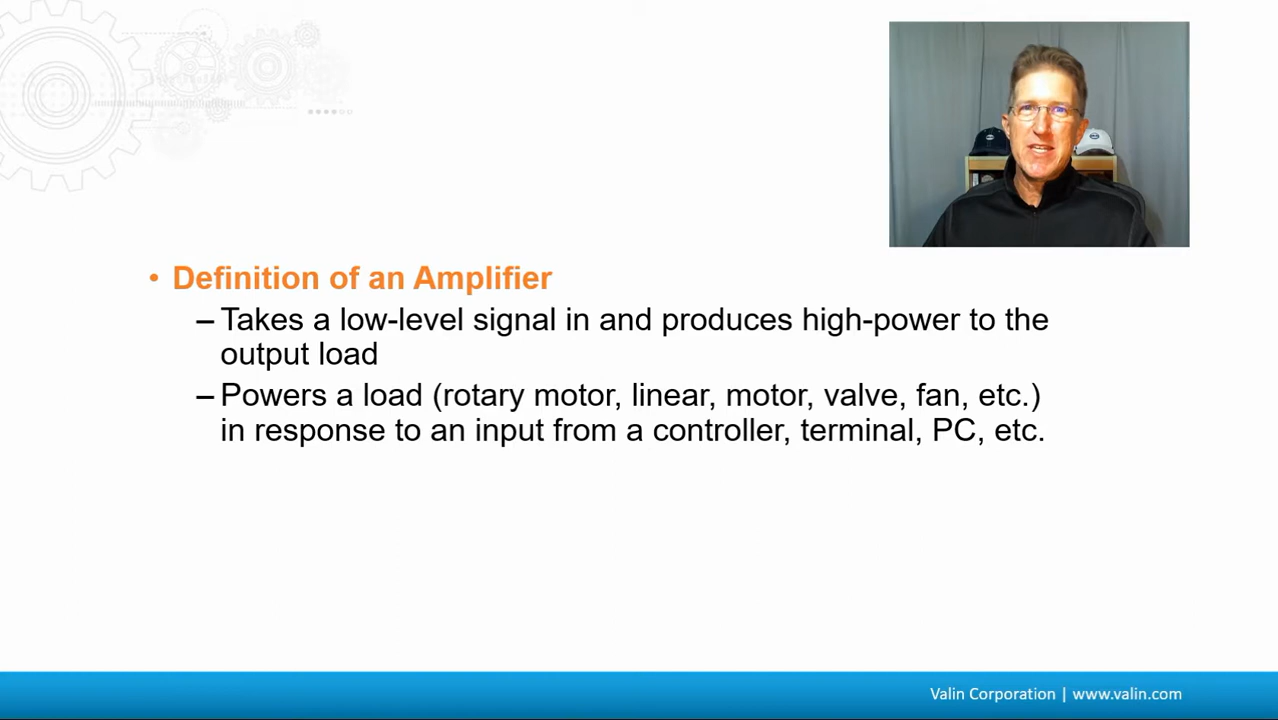 • Definition of an Amplifier
– Takes a low-level signal in and produces high-power to the
output load
– Powers a load (rotary motor, linear, motor, valve, fan, etc.)
in response to an input from a controller, terminal, PC, etc.
Valin Corporation | www.valin.com